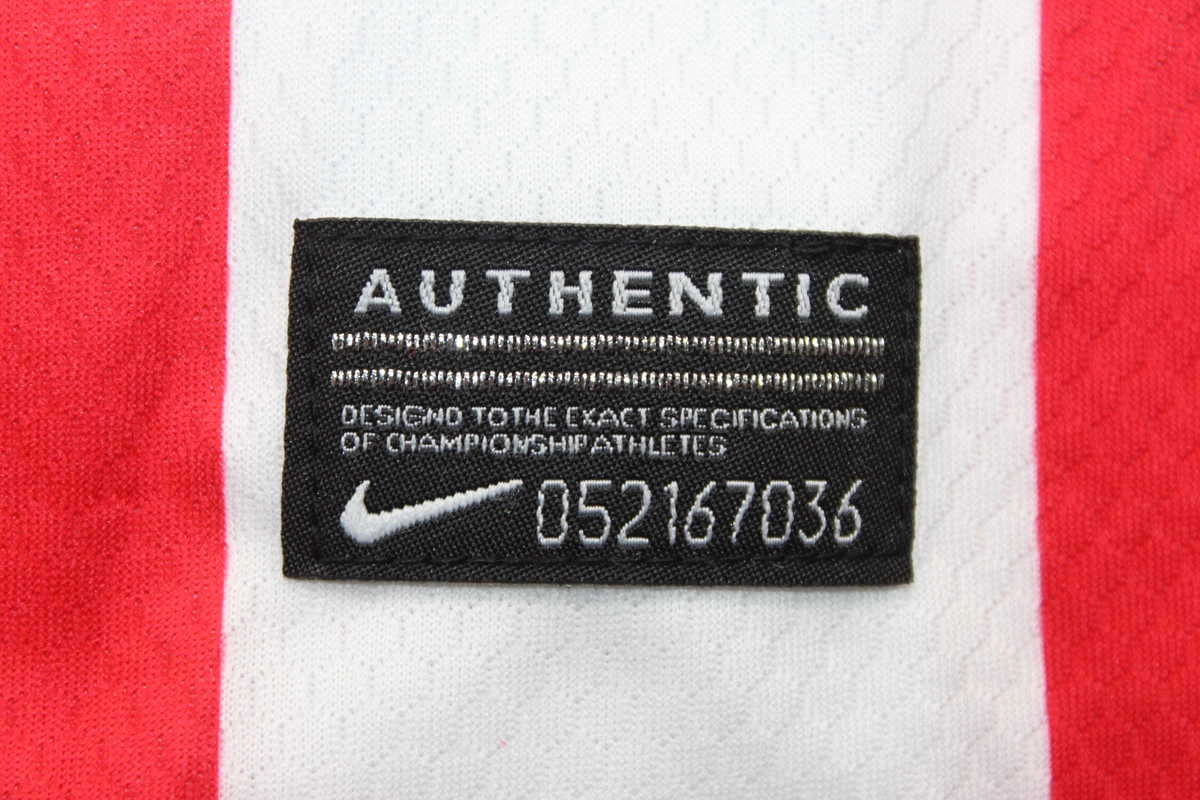 AUTHENTIC
DESIGND TO THE EXACT SPECIFICATIONS
OF CHAMPIONSHIP ATHLETES
052167036